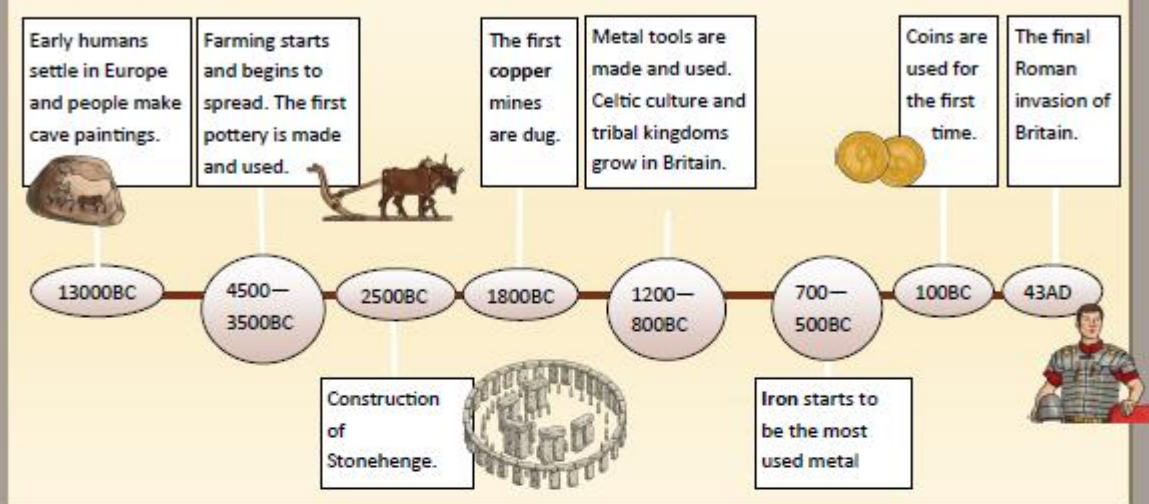 Early humans
settle in Europe
and people make
cave paintings.
Farming starts
and begins to
spread. The first
pottery is made
and used.
The first
copper
mines
are dug.
Metal tools are
made and used.
Celtic culture and
tribal kingdoms
grow in Britain.
Coins are
used for
the first
time.
The final
Roman
invasion of
Britain.
13000BC
4500—
3500BC
2500BC
1800BC
1200—
800BC
700—
500BC
100BC
43AD
Construction
of
Stonehenge.
Iron starts to
be the most
used metal